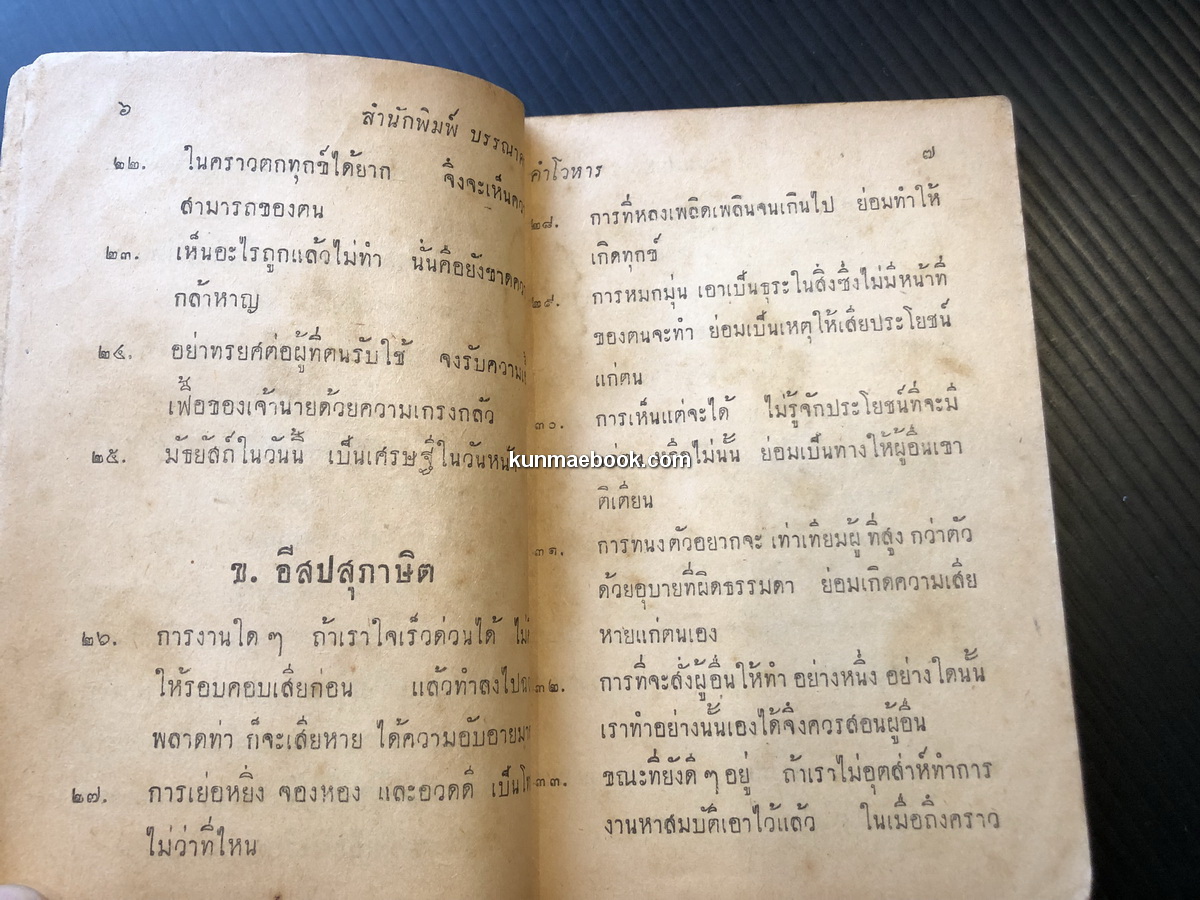 ๖
สำนักพิมพ์ บรรณาค
๒๒. ในคราวตกทุกข์ได้ยาก จึงจะเห็นคว
สามารถของตน
๒๓. เห็นอะไรถูกแล้วไม่ทำ นั่นคือยังขาดคว
กล้าหาญ
๒๔. อย่าทรยศต่อผู้ที่ตนรับใช้ จงรับความ
เฟื้อของเจ้านายด้วยความเกรงกลัว
๒๕. มัธยัสถ์ในวันนี้ เป็นเศรษฐีในวันหน้า
ข. อีสปสุภาษิต
๒๖. การงานใด ๆ ถ้าเราใจเร็วด่วนได้ ไม่
ให้รอบคอบเสียก่อน แล้วทำลงไป
พลาดท่า ก็จะเสียหาย ได้ความอับอายม
๒๗. การเย่อหยิ่ง จองหอง และอวดดี เป็นโท
ไม่ว่าที่ไหน
คำโวหาร
๗
๒๘. การที่หลงเพลิดเพลินจนเกินไป ย่อมทำให้
เกิดทุกข์
๒๙. การหมกมุ่น เอาเป็นธุระในสิ่งซึ่งไม่มีหน้าที่
ของตนจะทำ ย่อมเป็นเหตุให้เสียประโยชน์
แก่ตน
๓๐. การเห็นแต่จะได้ ไม่รู้จักประโยชน์ที่จะมี
หรือไม่นั้น ย่อมเป็นทางให้ผู้อื่นเขา
ติเตียน
๓๑. การทนงตัวอยากจะ เท่าเทียมผู้ ที่สูง กว่าตัว
ด้วยอุบายที่ผิดธรรมดา ย่อมเกิดความเสีย
หายแก่ตนเอง
๓๒. การที่จะสั่งผู้อื่นให้ทำ อย่างหนึ่ง อย่างใดนั้น
เราทำอย่างนั้นเองได้จึงควรสอนผู้อื่น
๓๓. ขณะที่ยังดี ๆ อยู่ ถ้าเราไม่อุตส่าห์ทำการ
งานหาสมบัติเอาไว้แล้ว ในเมื่อถึงคราว
kunmaebook.com